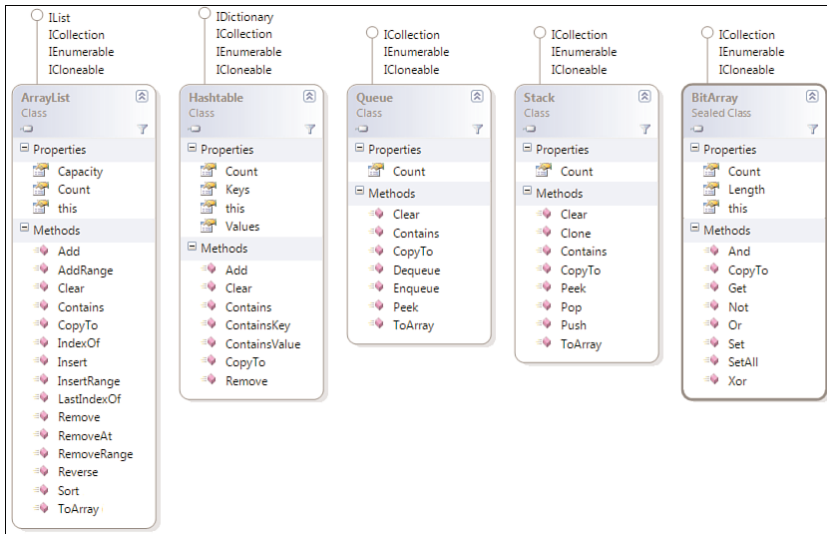 IList
ICollection
IEnumerable
ICloneable
ArrayList
Class
Properties
Capacity
Count
this
Methods
Add
AddRange
Clear
Contains
CopyTo
IndexOf
Insert
InsertRange
LastIndexOf
Remove
RemoveAt
RemoveRange
Reverse
Sort
ToArray
IDictionary
ICollection
IEnumerable
ICloneable
Hashtable
Class
Properties
Count
Keys
this
Values
Methods
Add
Clear
Contains
ContainsKey
ContainsValue
CopyTo
Remove
ICollection
IEnumerable
ICloneable
Queue
Class
Properties
Count
Methods
Clear
Contains
CopyTo
Dequeue
Enqueue
Peek
ToArray
ICollection
IEnumerable
ICloneable
Stack
Class
Properties
Count
Methods
Clear
Clone
Contains
CopyTo
Peek
Pop
Push
ToArray
ICollection
IEnumerable
ICloneable
BitArray
Sealed Class
Properties
Count
Length
this
Methods
And
CopyTo
Get
Not
Or
Set
SetAll
Xor